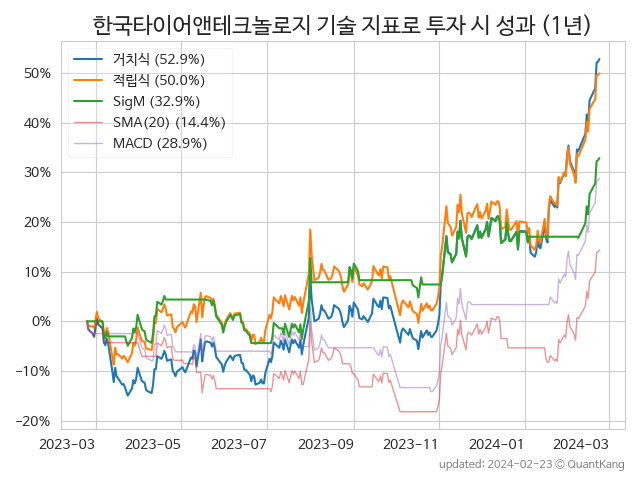 한국타이어앤테크놀로지 기술 지표로 투자 시 성과 (1년)
거치식 (52.9%)
적립식 (50.0%)
SigM (32.9%)
SMA(20) (14.4%)
MACD (28.9%)
50%
40%
30%
20%
10%
0%
−10%
−20%
2023-03 2023-05 2023-07 2023-09 2023-11 2024-01 2024-03
updated: 2024-02-23 ⓒ QuantKang